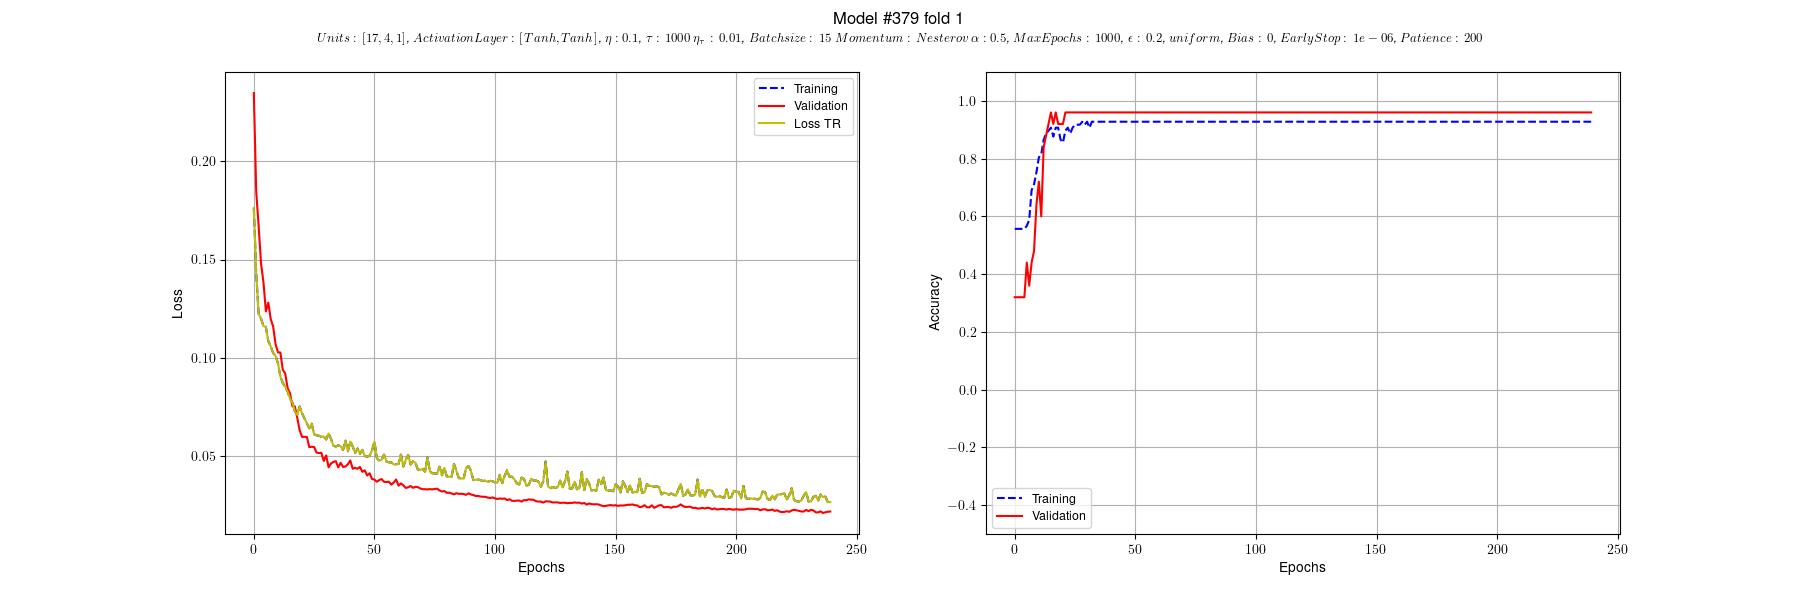 Model #379 fold 1
Units : [17, 4, 1], ActivationLayer : [Tanh, Tanh], η : 0.1, τ : 1000 ητ : 0.01, Batchsize : 15 Momentum : Nesterov α : 0.5, MaxEpochs : 1000, ϵ : 0.2, uniform, Bias : 0, EarlyStop : 1e − 06, Patience : 200
Training
Validation
Loss TR
0.20
0.15
0.10
0.05
Loss
0 50 100 150 200 250
Epochs
1.0
0.8
0.6
0.4
0.2
0.0
−0.2
−0.4
Accuracy
Training
Validation
0 50 100 150 200 250
Epochs